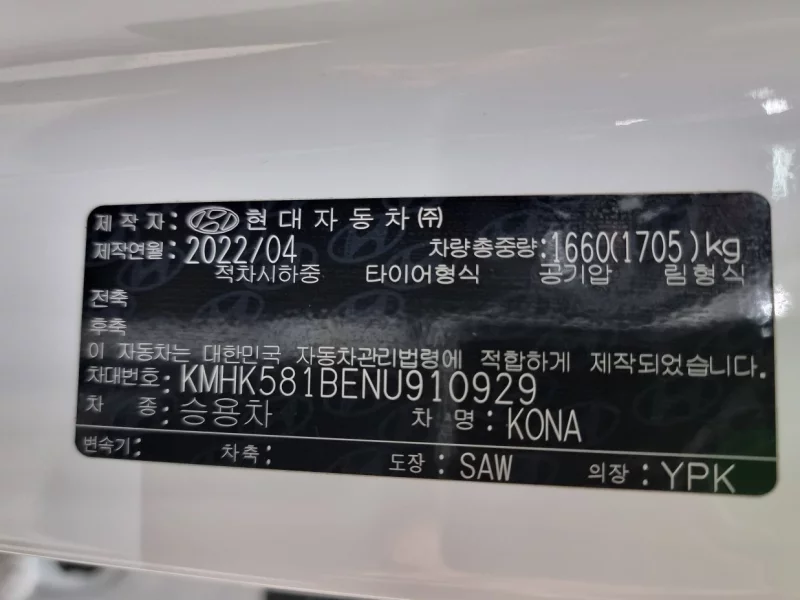 제작자: 현대자동차(주)
제작연월: 2022/04 차량총중량: 1660(1705)kg
적차시하중 타이어형식 공기압 림형식
전축
후축
이 자동차는 대한민국 자동차관리법령에 적합하게 제작되었습니다.
차대번호: KMHK581BENU910929
차 종: 승용차 차 명: KONA
변속기: 차축: 도장: SAW 의장: YPK